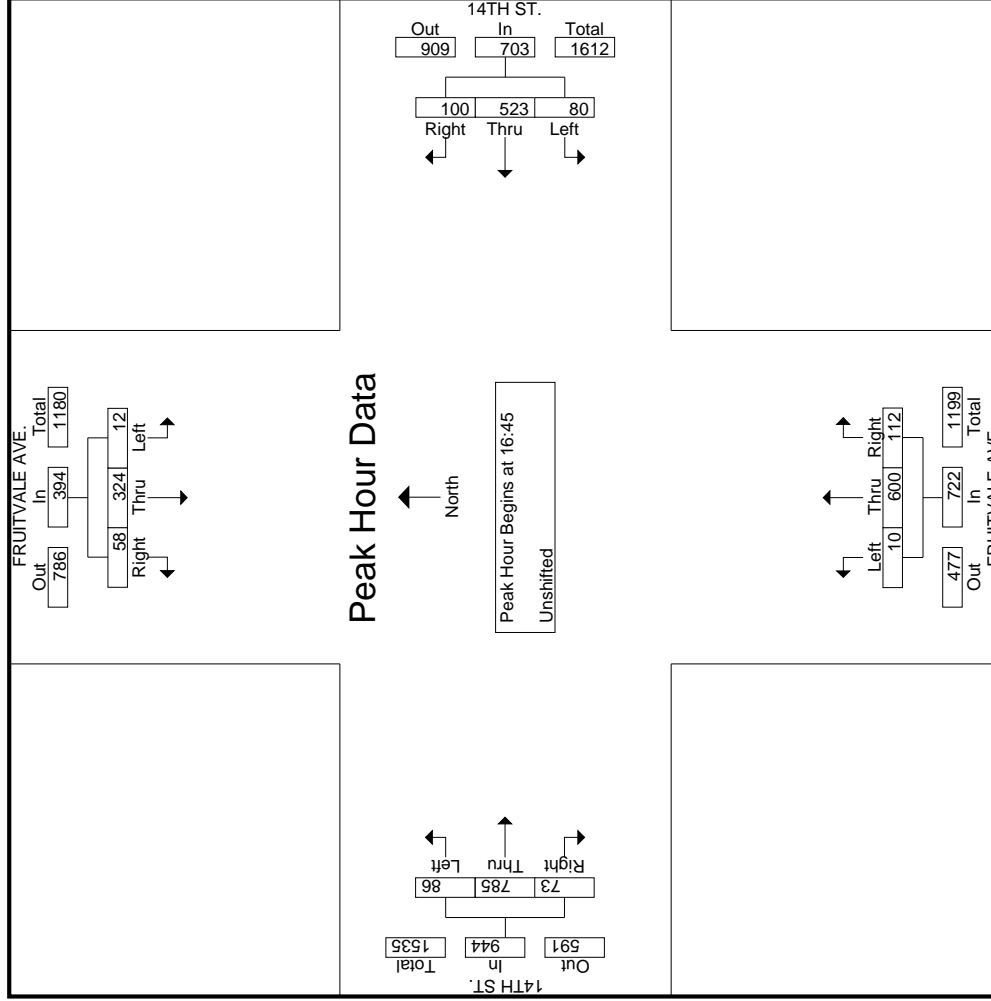 14TH ST.
Out In Total
909 703 1612
100 523 80
Right Thru Left
FRUITVALE AVE.
Out In Total
786 394 1180
58 324 12
Right Thru Left
Peak Hour Data
North
Peak Hour Begins at 16:45
Unshifted
Left Thru Right
10 600 112
477 722 1199
Out In Total
FRUITVALE AVE.
Left Thru Right
86 785 73
Total In Out
1535 944 591
14TH ST.